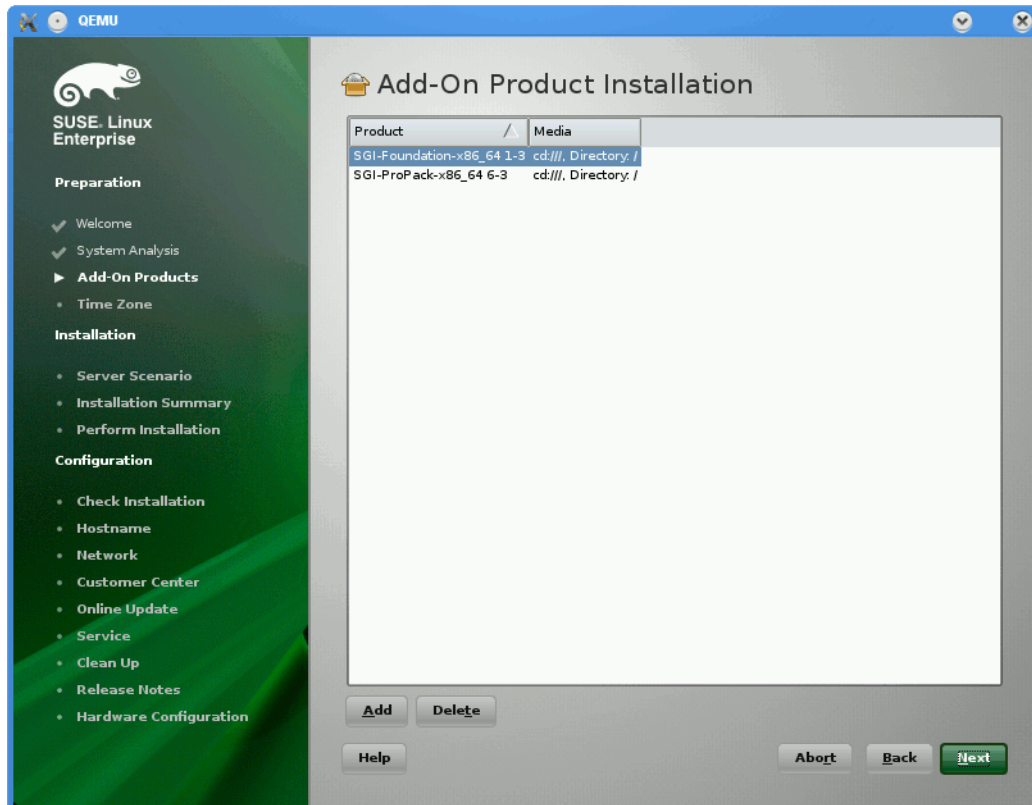 QEMU
SUSE. Linux
Enterprise
Preparation
Welcome
System Analysis
Add-On Products
Time Zone
Installation
Server Scenario
Installation Summary
Perform Installation
Configuration
Check Installation
Hostname
Network
Customer Center
Online Update
Service
Clean Up
Release Notes
Hardware Configuration
Add-On Product Installation
Product Media
SGI-Foundation-x86_64 1-3 cd:///, Directory: /
SGI-ProPack-x86_64 6-3 cd:///, Directory: /
Add Delete
Help Abort Back Next